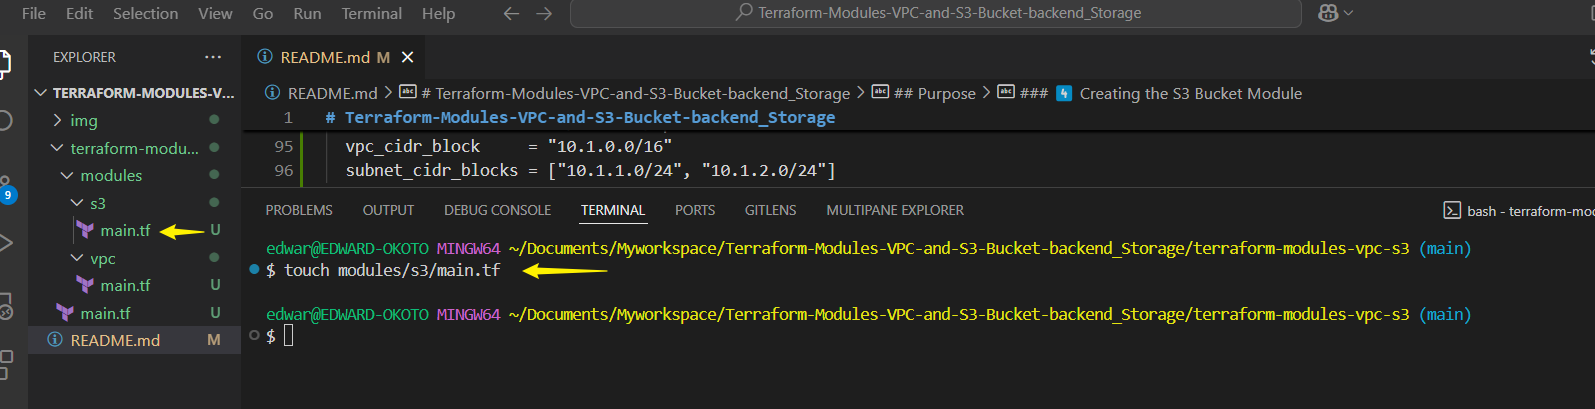 File Edit Selection View Go Run Terminal Help
Terraform-Modules-VPC-and-S3-Bucket-backend_Storage
EXPLORER
TERRAFORM-MODULES-V...
img
terraform-modu...
modules
s3
main.tf U
vpc
main.tf U
main.tf U
README.md M
9
README.md M
README.md > # Terraform-Modules-VPC-and-S3-Bucket-backend_Storage > ## Purpose > ### 4 Creating the S3 Bucket Module
1 # Terraform-Modules-VPC-and-S3-Bucket-backend_Storage
95 vpc_cidr_block = "10.1.0.0/16"
96 subnet_cidr_blocks = ["10.1.1.0/24", "10.1.2.0/24"]
PROBLEMS OUTPUT DEBUG CONSOLE TERMINAL PORTS GITLENS MULTIPANE EXPLORER
bash - terraform-mo
edwar@EDWARD-OKOTO MINGW64 ~/Documents/Myworkspace/Terraform-Modules-VPC-and-S3-Bucket-backend_Storage/terraform-modules-vpc-s3 (main)
$ touch modules/s3/main.tf
edwar@EDWARD-OKOTO MINGW64 ~/Documents/Myworkspace/Terraform-Modules-VPC-and-S3-Bucket-backend_Storage/terraform-modules-vpc-s3 (main)
$